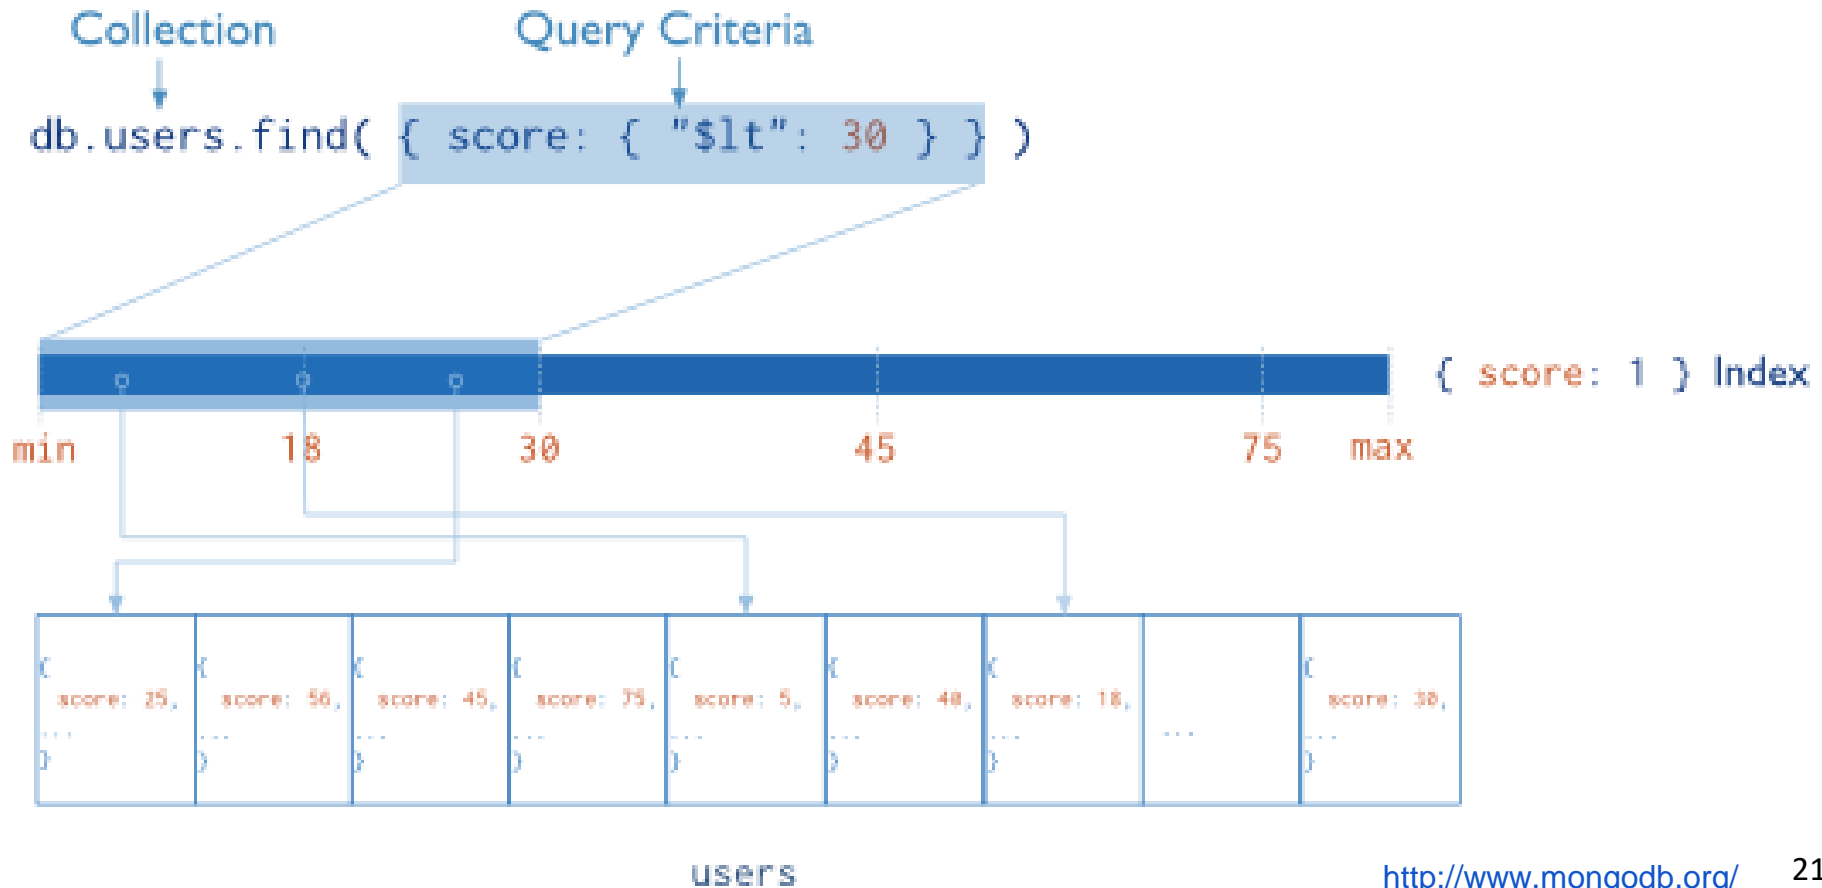 Collection Query Criteria
db.users.find( { score: { "$lt": 30 } } )
{ score: 1 } Index
min 18 30 45 75 max
{ { { { { { { {
score: 25, score: 56, score: 45, score: 75, score: 5, score: 40, score: 18, score: 30,
... ... ... ... ... ... ... ... ...
} } } } } } } }
users
http://www.mongodb.org/ 21